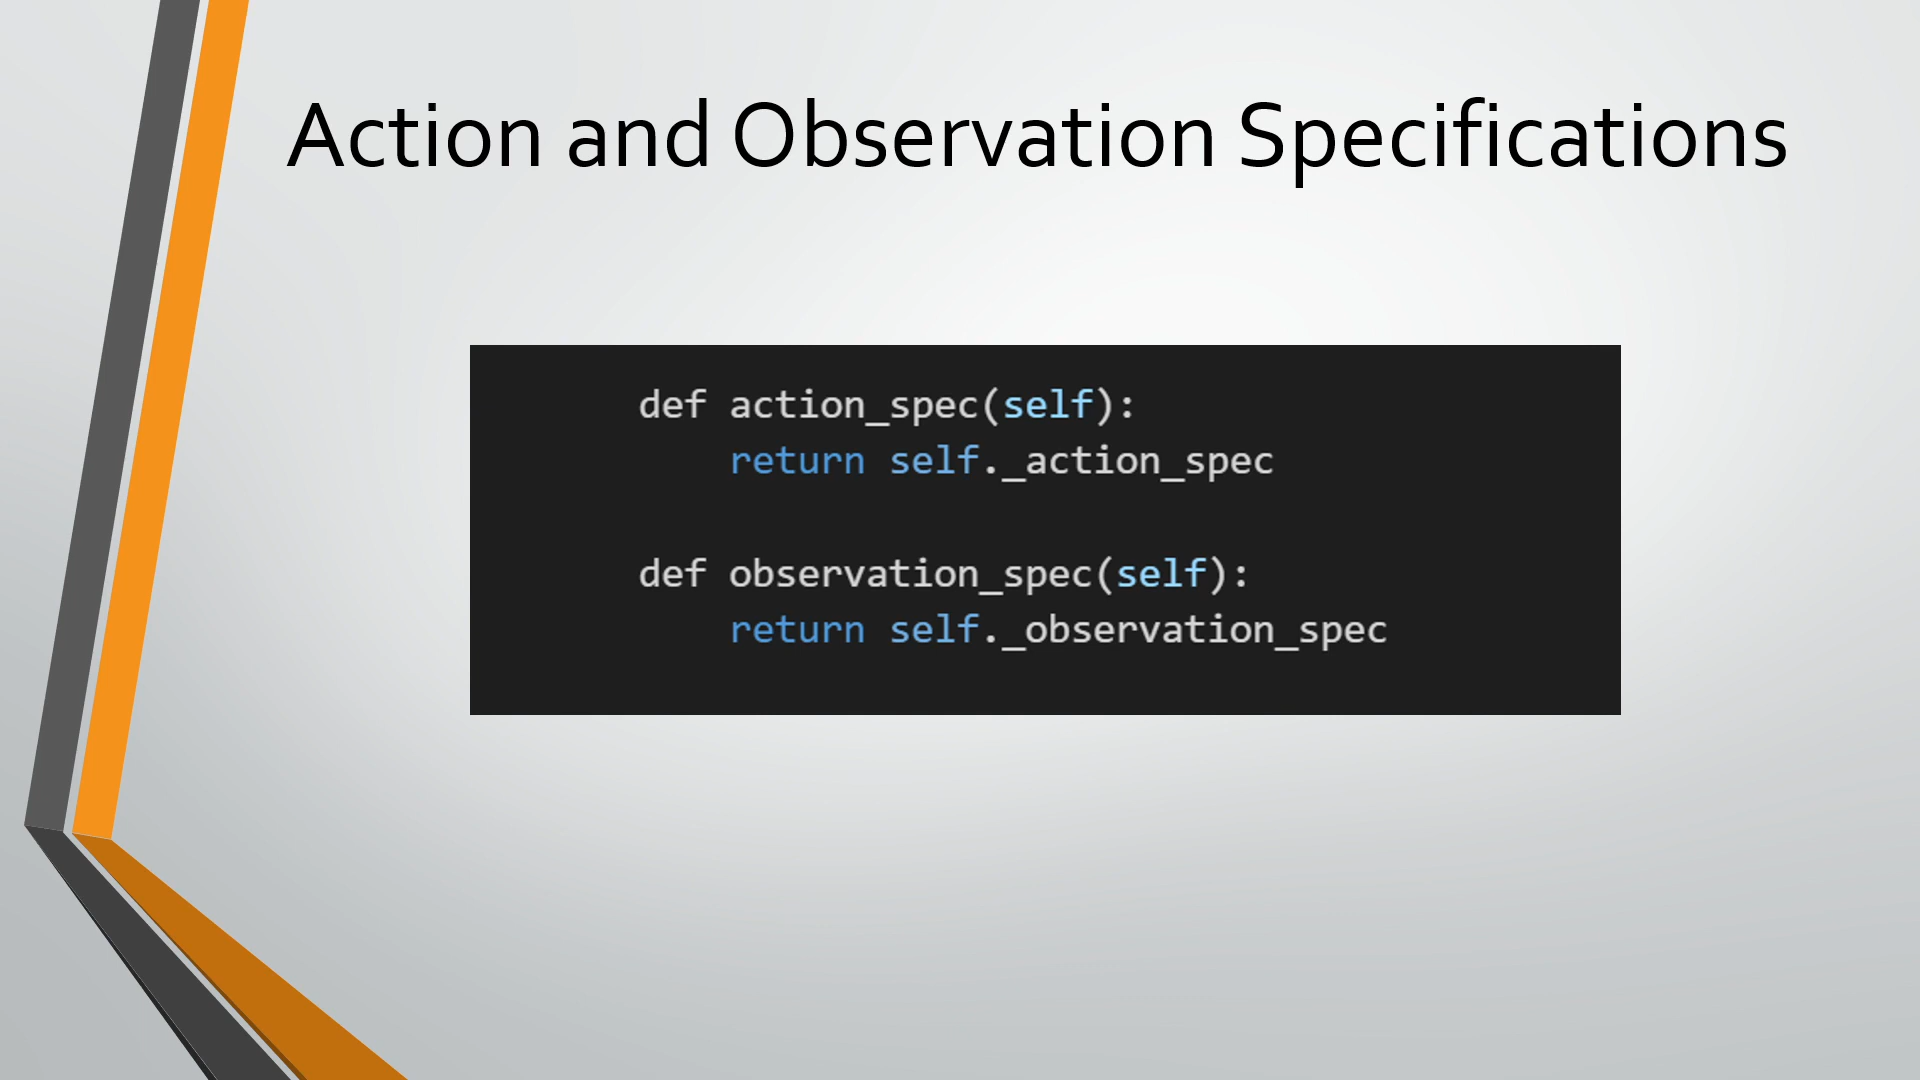 Action and Observation Specifications
def action_spec(self):
return self._action_spec
def observation_spec(self):
return self._observation_spec